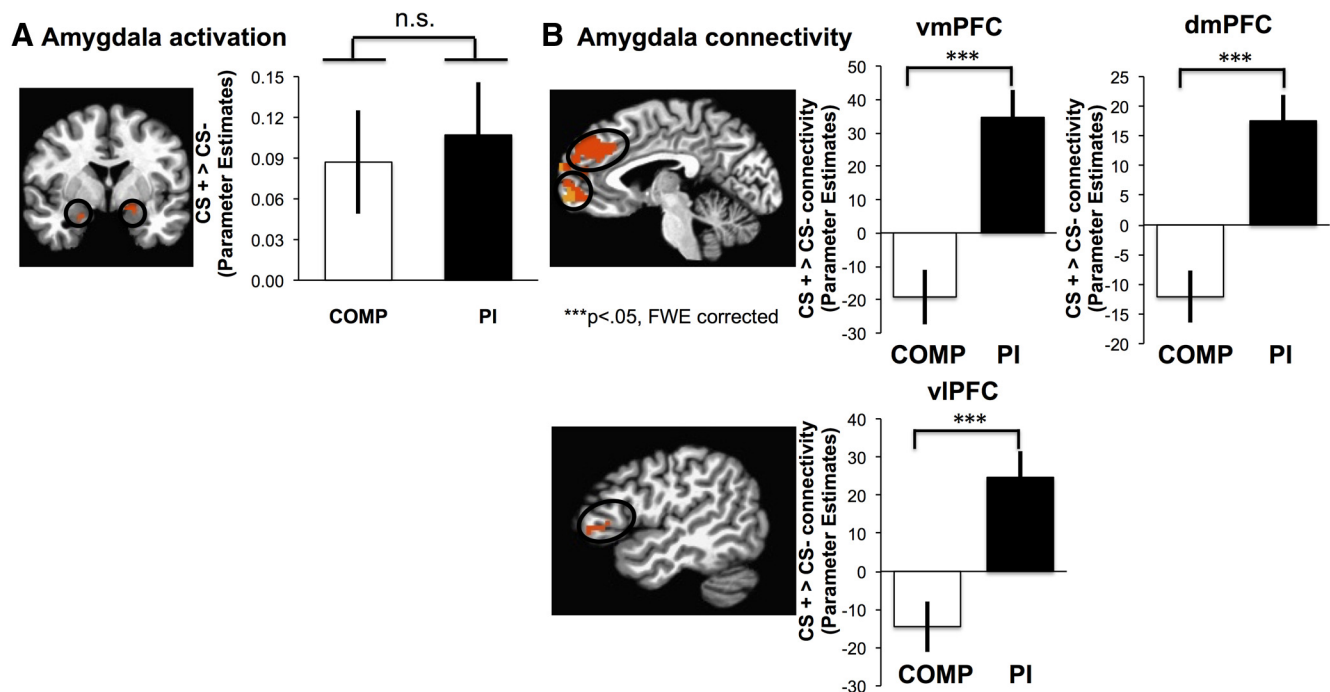 A Amygdala activation
n.s.
CS + > CS-
(Parameter Estimates)
0.15
0.12
0.09
0.06
0.03
0.00
COMP PI
B Amygdala connectivity
***p<.05, FWE corrected
vmPFC
***
CS + > CS- connectivity
(Parameter Estimates)
50
40
30
20
10
0
-10
-20
-30
COMP PI
dmPFC
***
CS + > CS- connectivity
(Parameter Estimates)
25
20
15
10
5
0
-5
-10
-15
-20
COMP PI
vlPFC
***
CS + > CS- connectivity
(Parameter Estimates)
40
30
20
10
0
-10
-20
-30
COMP PI